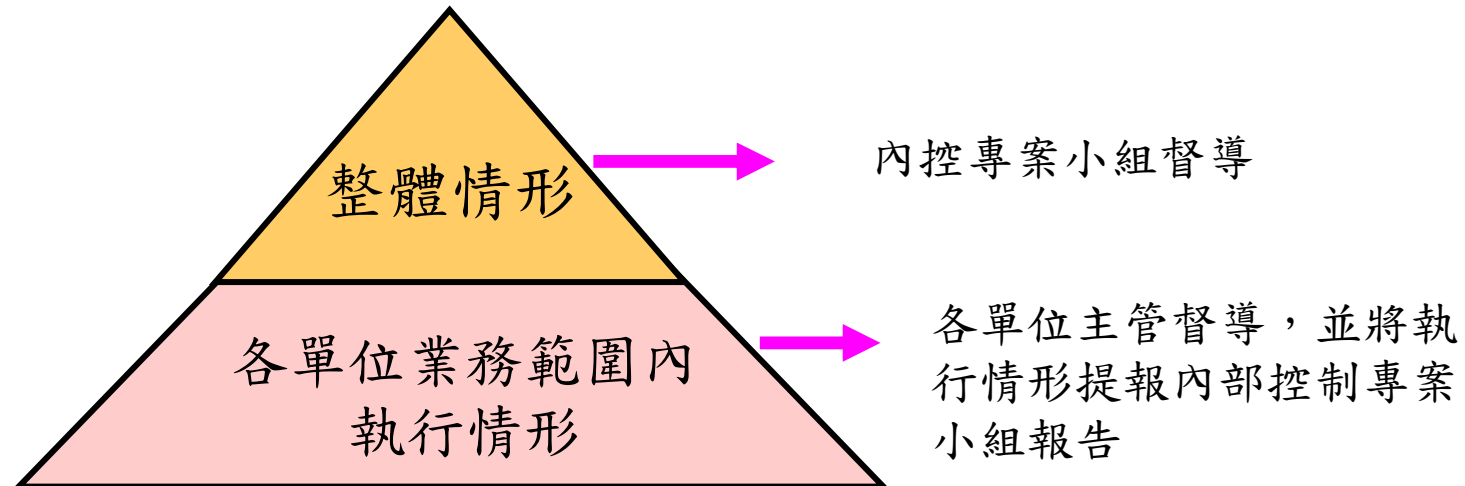 整體情形
內控專案小組督導
各單位業務範圍內
執行情形
各單位主管督導，並將執
行情形提報內部控制專案
小組報告